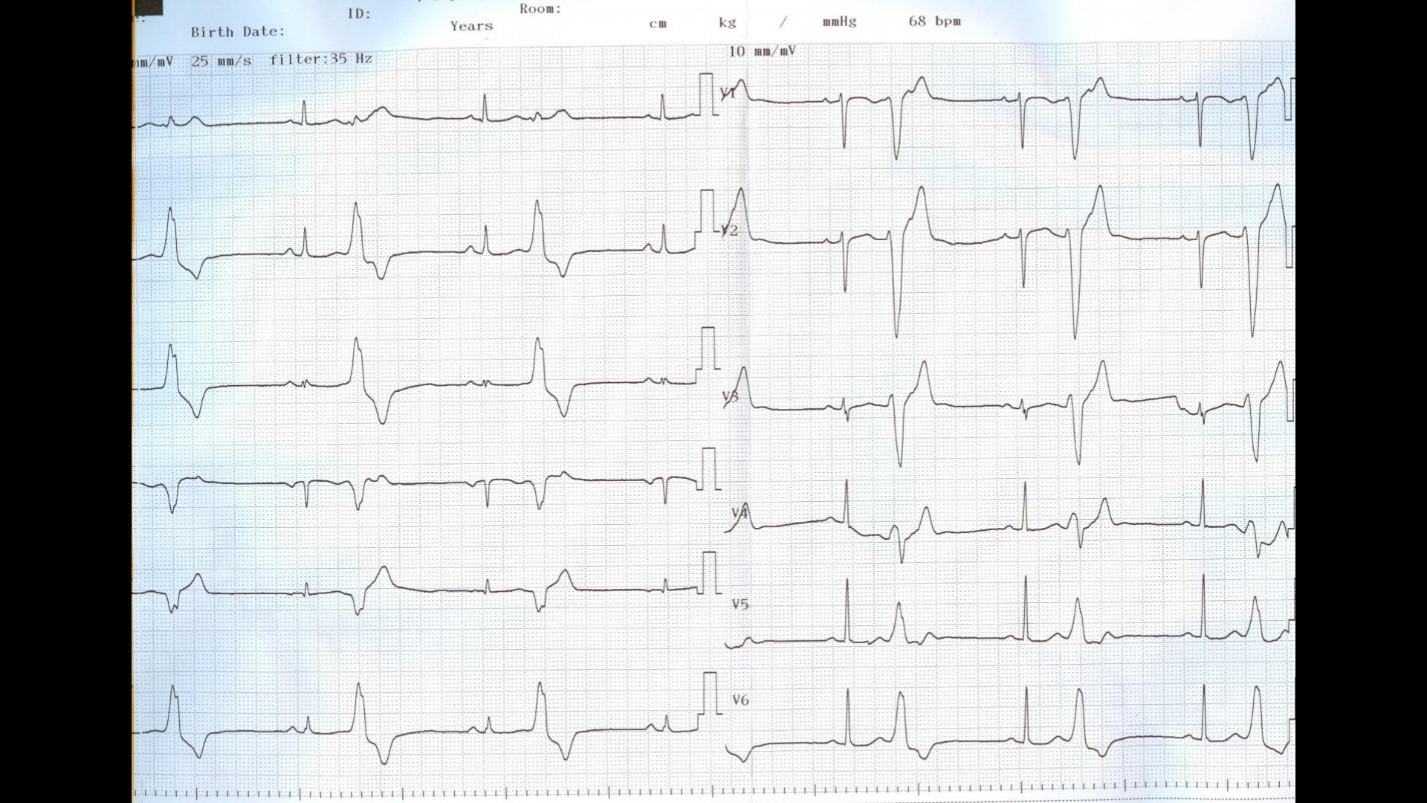 ID:
Room:
Birth Date:
Years
cm
kg
/
mmHg
68 bpm
mm/mV 25 mm/s filter:35 Hz
10 mm/mV
V1
V2
V3
V4
V5
V6